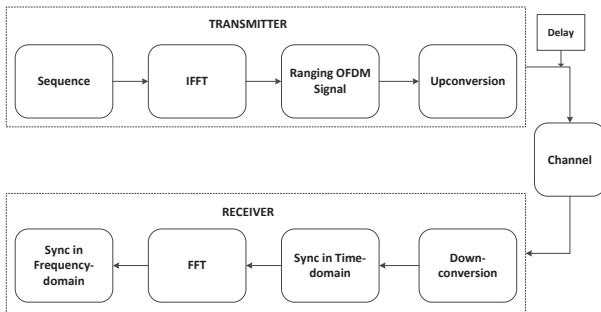 TRANSMITTER
Delay
Sequence
IFFT
Ranging OFDM
Signal
Upconversion
Channel
RECEIVER
Sync in
Frequency-
domain
FFT
Sync in Time-
domain
Down-
conversion